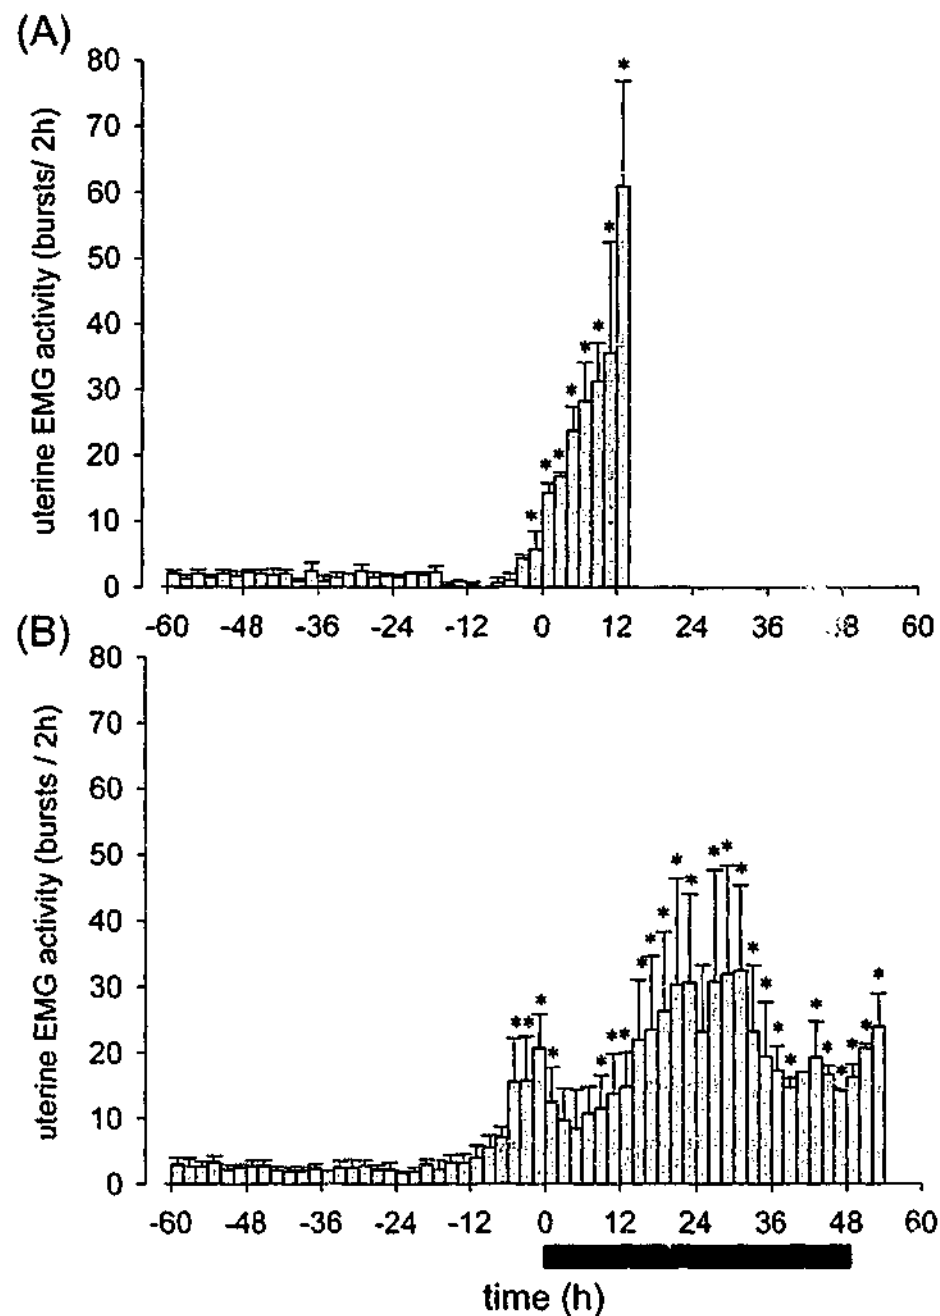 (A)
80
70
60
50
40
30
20
10
0
uterine EMG activity (bursts/ 2h)
* * * * * * * * *
-60 -48 -36 -24 -12 0 12 24 36 48 60
(B)
80
70
60
50
40
30
20
10
0
uterine EMG activity (bursts / 2h)
* * * * * * * * * * * * * * * * * * * * * * * * * *
-60 -48 -36 -24 -12 0 12 24 36 48 60
time (h)